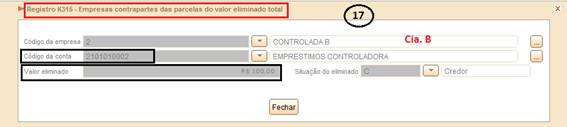 Registro K315 - Empresas contrapartes das parcelas do valor eliminado total
17
Cia. B
Código da empresa 2 CONTROLADA B ...
Código da conta 2101010002 EMPRESTIMOS CONTROLADORA ...
Valor eliminado R$ 100,00 Situação do eliminado C Credor
Fechar